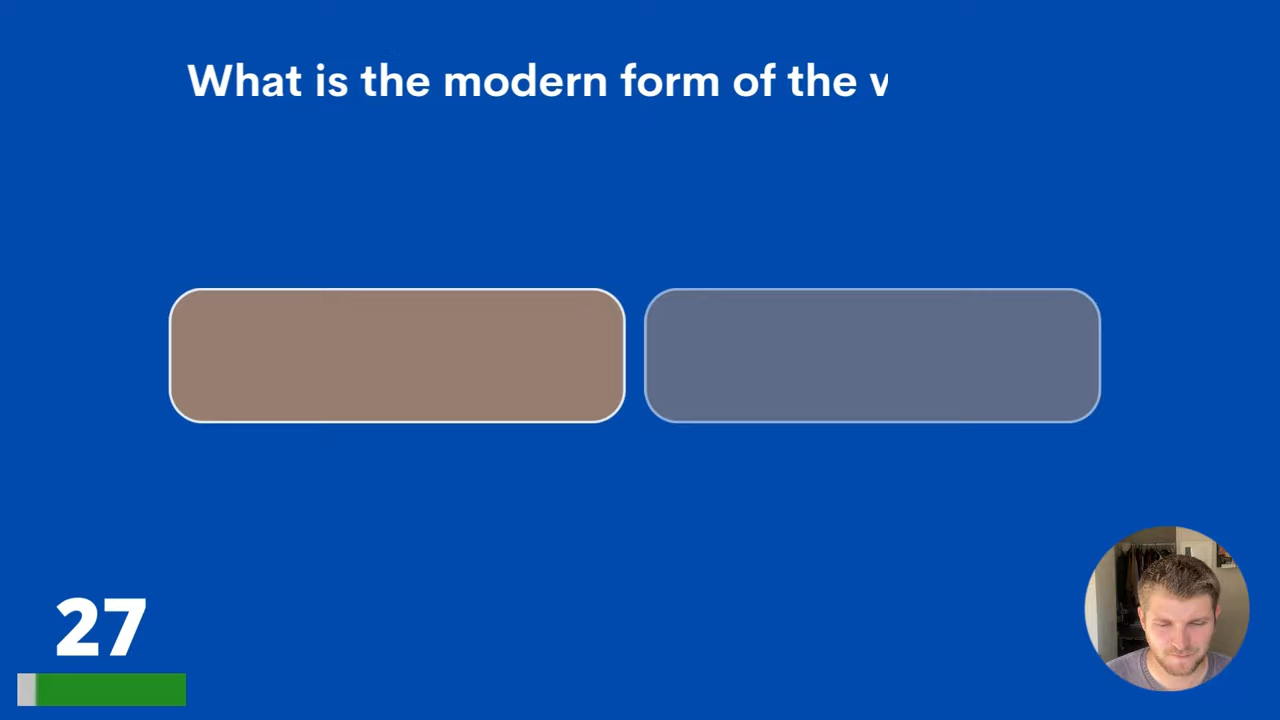 What is the modern form of the
27